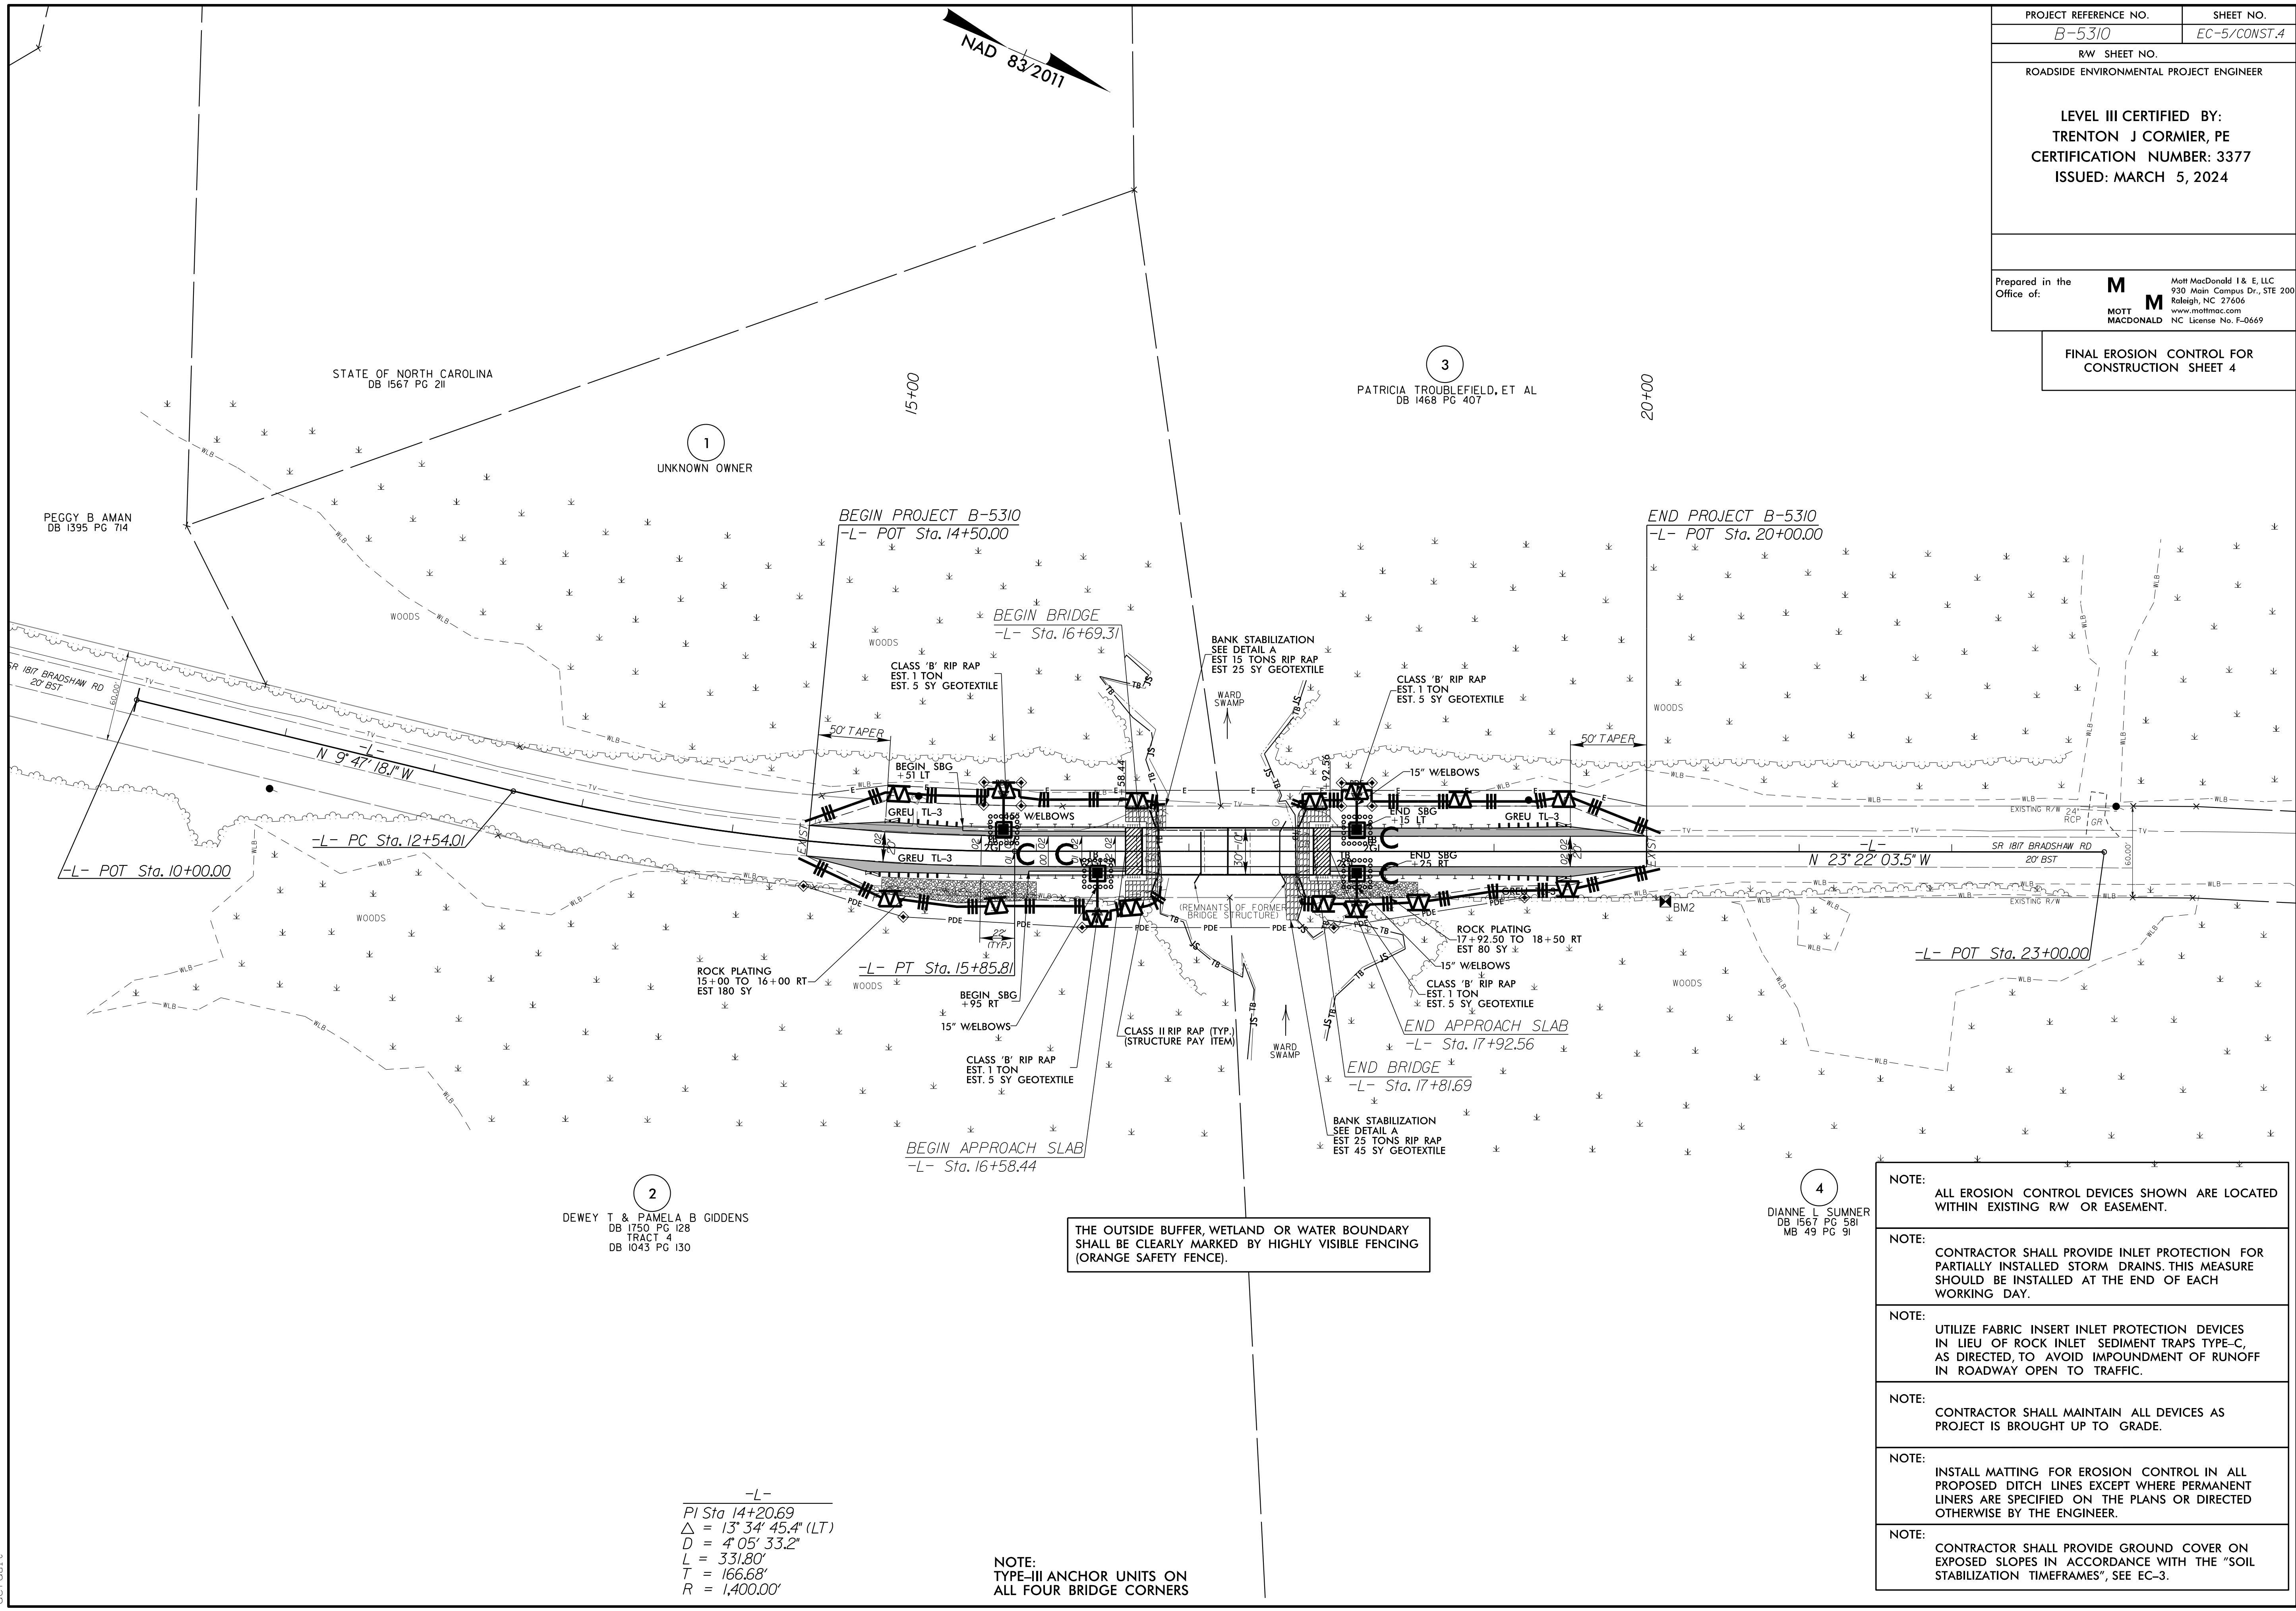 PROJECT REFERENCE NO.
SHEET NO.
B-5310
EC-5/CONST.4
R/W SHEET NO.
ROADSIDE ENVIRONMENTAL PROJECT ENGINEER
LEVEL III CERTIFIED BY:
TRENTON J CORMIER, PE
CERTIFICATION NUMBER: 3377
ISSUED: MARCH 5, 2024
Prepared in the
Office of:
M
M
MOTT
MACDONALD
Mott MacDonald I & E, LLC
930 Main Campus Dr., STE 200
Raleigh, NC 27606
www.mottmac.com
NC License No. F-0669
FINAL EROSION CONTROL FOR
CONSTRUCTION SHEET 4
NAD 83/2011
STATE OF NORTH CAROLINA
DB 1567 PG 211
1
UNKNOWN OWNER
15+00
3
PATRICIA TROUBLEFIELD, ET AL
DB 1468 PG 407
20+00
PEGGY B AMAN
DB 1395 PG 714
BEGIN PROJECT B-5310
-L- POT Sta. 14+50.00
END PROJECT B-5310
-L- POT Sta. 20+00.00
WOODS
WOODS
BEGIN BRIDGE
-L- Sta. 16+69.31
BANK STABILIZATION
SEE DETAIL A
EST 15 TONS RIP RAP
EST 25 SY GEOTEXTILE
CLASS 'B' RIP RAP
EST. 1 TON
EST. 5 SY GEOTEXTILE
CLASS 'B' RIP RAP
EST. 1 TON
EST. 5 SY GEOTEXTILE
WARD
SWAMP
WOODS
SR 1817 BRADSHAW RD
20' BST
60.00'
50' TAPER
50' TAPER
-L-
N 9° 47' 18.1" W
BEGIN SBG
+51 LT
+58.44
+92.56
15" W/ELBOWS
15" W/ELBOWS
END SBG
+15 LT
GREU TL-3
GREU TL-3
EXISTING R/W
24"
RCP
GR
-L- PC Sta. 12+54.01
-L- POT Sta. 10+00.00
EXIST
GREU TL-3
C
C
C
C
30'-10"
END SBG
+25 RT
EXIST
-L-
N 23° 22' 03.5" W
SR 1817 BRADSHAW RD
20' BST
60.00'
GREU TL-3
EXISTING R/W
BM2
WOODS
(REMNANTS OF FORMER
BRIDGE STRUCTURE)
22'
(TYP.)
ROCK PLATING
15+00 TO 16+00 RT
EST 180 SY
-L- PT Sta. 15+85.81
WOODS
BEGIN SBG
+95 RT
15" W/ELBOWS
ROCK PLATING
17+92.50 TO 18+50 RT
EST 80 SY
15" W/ELBOWS
CLASS 'B' RIP RAP
EST. 1 TON
EST. 5 SY GEOTEXTILE
-L- POT Sta. 23+00.00
WOODS
CLASS II RIP RAP (TYP.)
(STRUCTURE PAY ITEM)
WARD
SWAMP
END APPROACH SLAB
-L- Sta. 17+92.56
CLASS 'B' RIP RAP
EST. 1 TON
EST. 5 SY GEOTEXTILE
END BRIDGE
-L- Sta. 17+81.69
BANK STABILIZATION
SEE DETAIL A
EST 25 TONS RIP RAP
EST 45 SY GEOTEXTILE
BEGIN APPROACH SLAB
-L- Sta. 16+58.44
2
DEWEY T & PAMELA B GIDDENS
DB 1750 PG 128
TRACT 4
DB 1043 PG 130
4
DIANNE L SUMNER
DB 1567 PG 581
MB 49 PG 91
THE OUTSIDE BUFFER, WETLAND OR WATER BOUNDARY
SHALL BE CLEARLY MARKED BY HIGHLY VISIBLE FENCING
(ORANGE SAFETY FENCE).
NOTE:
ALL EROSION CONTROL DEVICES SHOWN ARE LOCATED
WITHIN EXISTING R/W OR EASEMENT.
NOTE:
CONTRACTOR SHALL PROVIDE INLET PROTECTION FOR
PARTIALLY INSTALLED STORM DRAINS. THIS MEASURE
SHOULD BE INSTALLED AT THE END OF EACH
WORKING DAY.
NOTE:
UTILIZE FABRIC INSERT INLET PROTECTION DEVICES
IN LIEU OF ROCK INLET SEDIMENT TRAPS TYPE-C,
AS DIRECTED, TO AVOID IMPOUNDMENT OF RUNOFF
IN ROADWAY OPEN TO TRAFFIC.
NOTE:
CONTRACTOR SHALL MAINTAIN ALL DEVICES AS
PROJECT IS BROUGHT UP TO GRADE.
NOTE:
INSTALL MATTING FOR EROSION CONTROL IN ALL
PROPOSED DITCH LINES EXCEPT WHERE PERMANENT
LINERS ARE SPECIFIED ON THE PLANS OR DIRECTED
OTHERWISE BY THE ENGINEER.
NOTE:
CONTRACTOR SHALL PROVIDE GROUND COVER ON
EXPOSED SLOPES IN ACCORDANCE WITH THE "SOIL
STABILIZATION TIMEFRAMES", SEE EC-3.
-L-
PI Sta 14+20.69
Δ = 13° 34' 45.4" (LT)
D = 4° 05' 33.2"
L = 331.80'
T = 166.68'
R = 1,400.00'
NOTE:
TYPE-III ANCHOR UNITS ON
ALL FOUR BRIDGE CORNERS